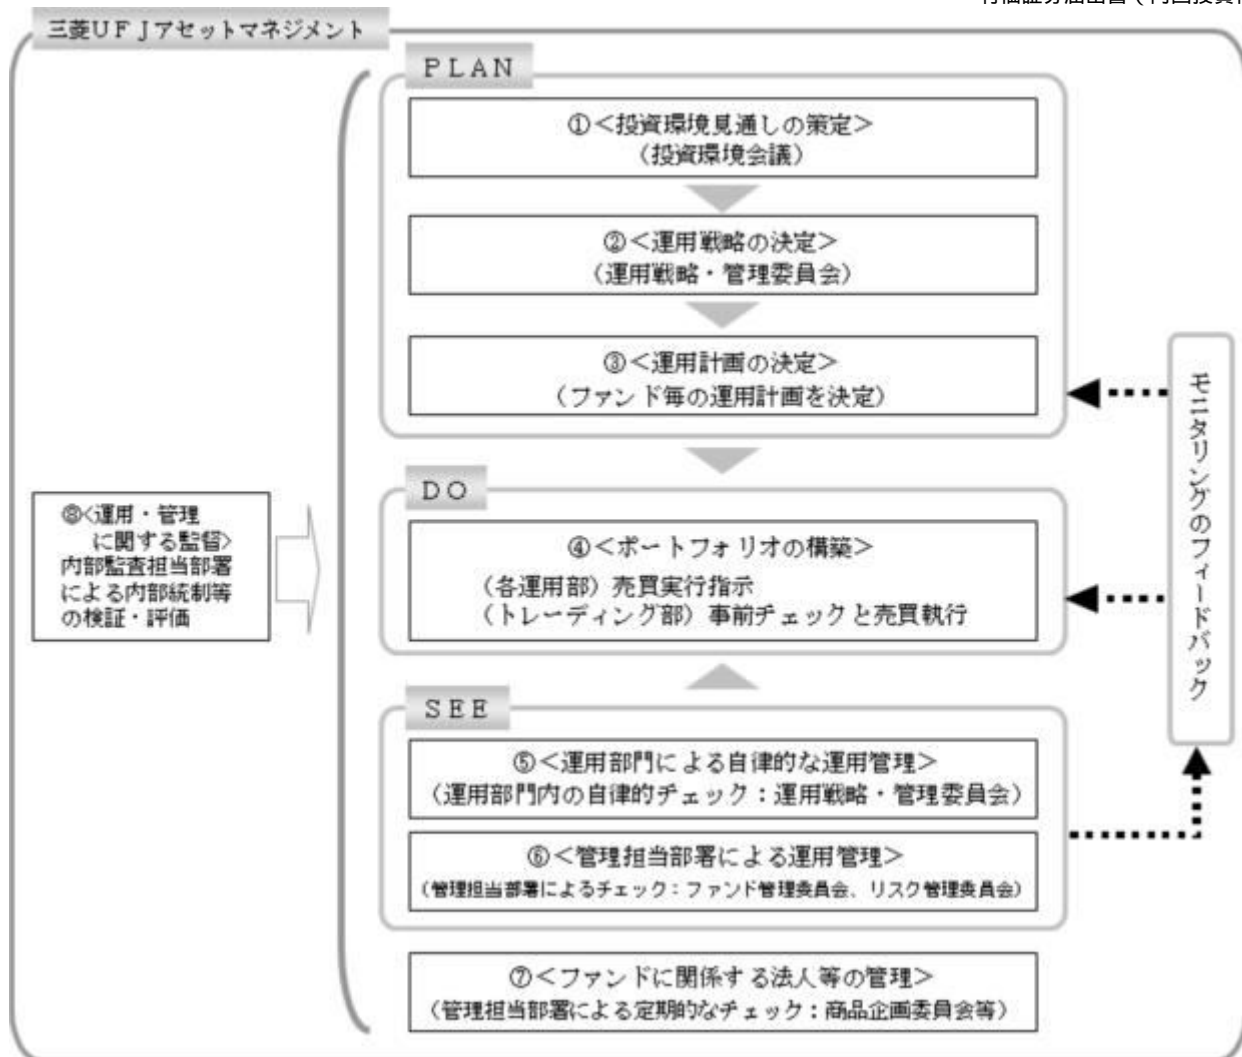 三菱UFJアセットマネジメント
PLAN
①<投資環境見通しの策定>
(投資環境会議)
②<運用戦略の決定>
(運用戦略・管理委員会)
③<運用計画の決定>
(ファンド毎の運用計画を決定)
DO
④<ポートフォリオの構築>
(各運用部)売買実行指示
(トレーディング部)事前チェックと売買執行
SEE
⑤<運用部門による自律的な運用管理>
(運用部門内の自律的チェック:運用戦略・管理委員会)
⑥<管理担当部署による運用管理>
(管理担当部署によるチェック:ファンド管理委員会、リスク管理委員会)
⑦<ファンドに関係する法人等の管理>
(管理担当部署による定期的なチェック:商品企画委員会等)
⑧<運用・管理
に関する監督>
内部監査担当部署
による内部統制等
の検証・評価
モニタリングのフィードバック